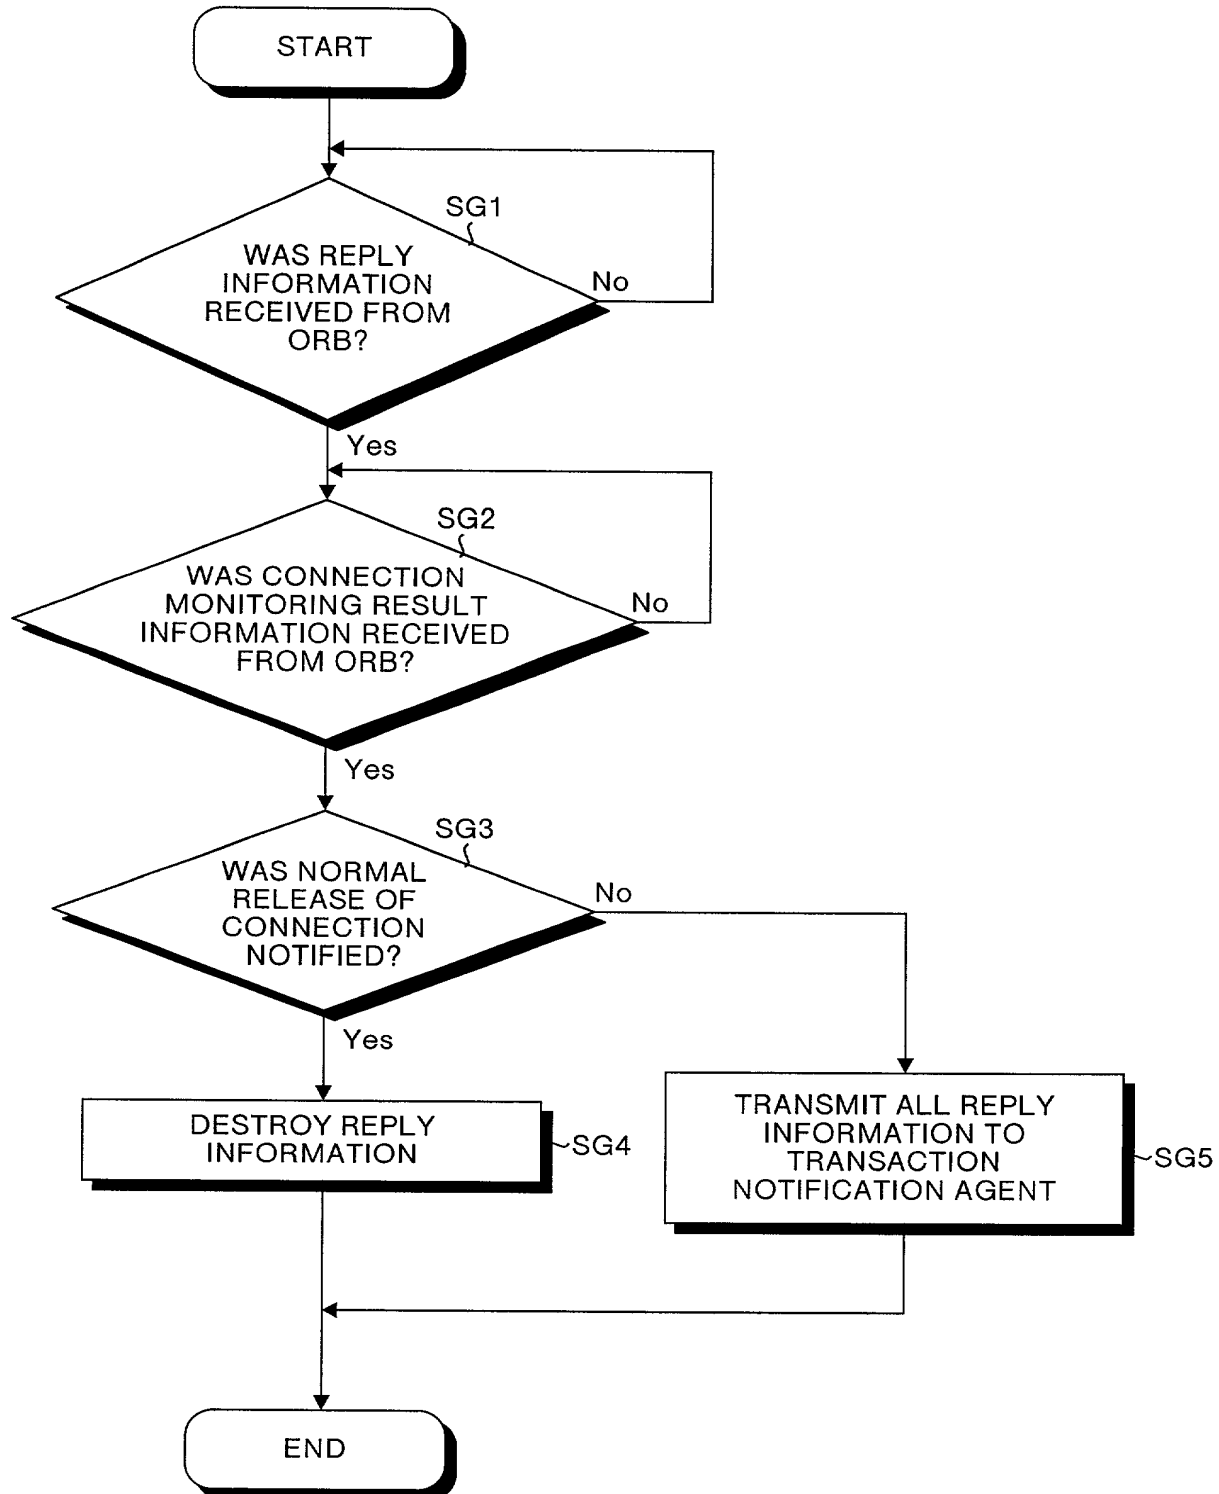 START
SG1
WAS REPLY
INFORMATION
RECEIVED FROM
ORB?
No
Yes
SG2
WAS CONNECTION
MONITORING RESULT
INFORMATION RECEIVED
FROM ORB?
No
Yes
SG3
WAS NORMAL
RELEASE OF
CONNECTION
NOTIFIED?
No
Yes
DESTROY REPLY
INFORMATION
SG4
TRANSMIT ALL REPLY
INFORMATION TO
TRANSACTION
NOTIFICATION AGENT
SG5
END